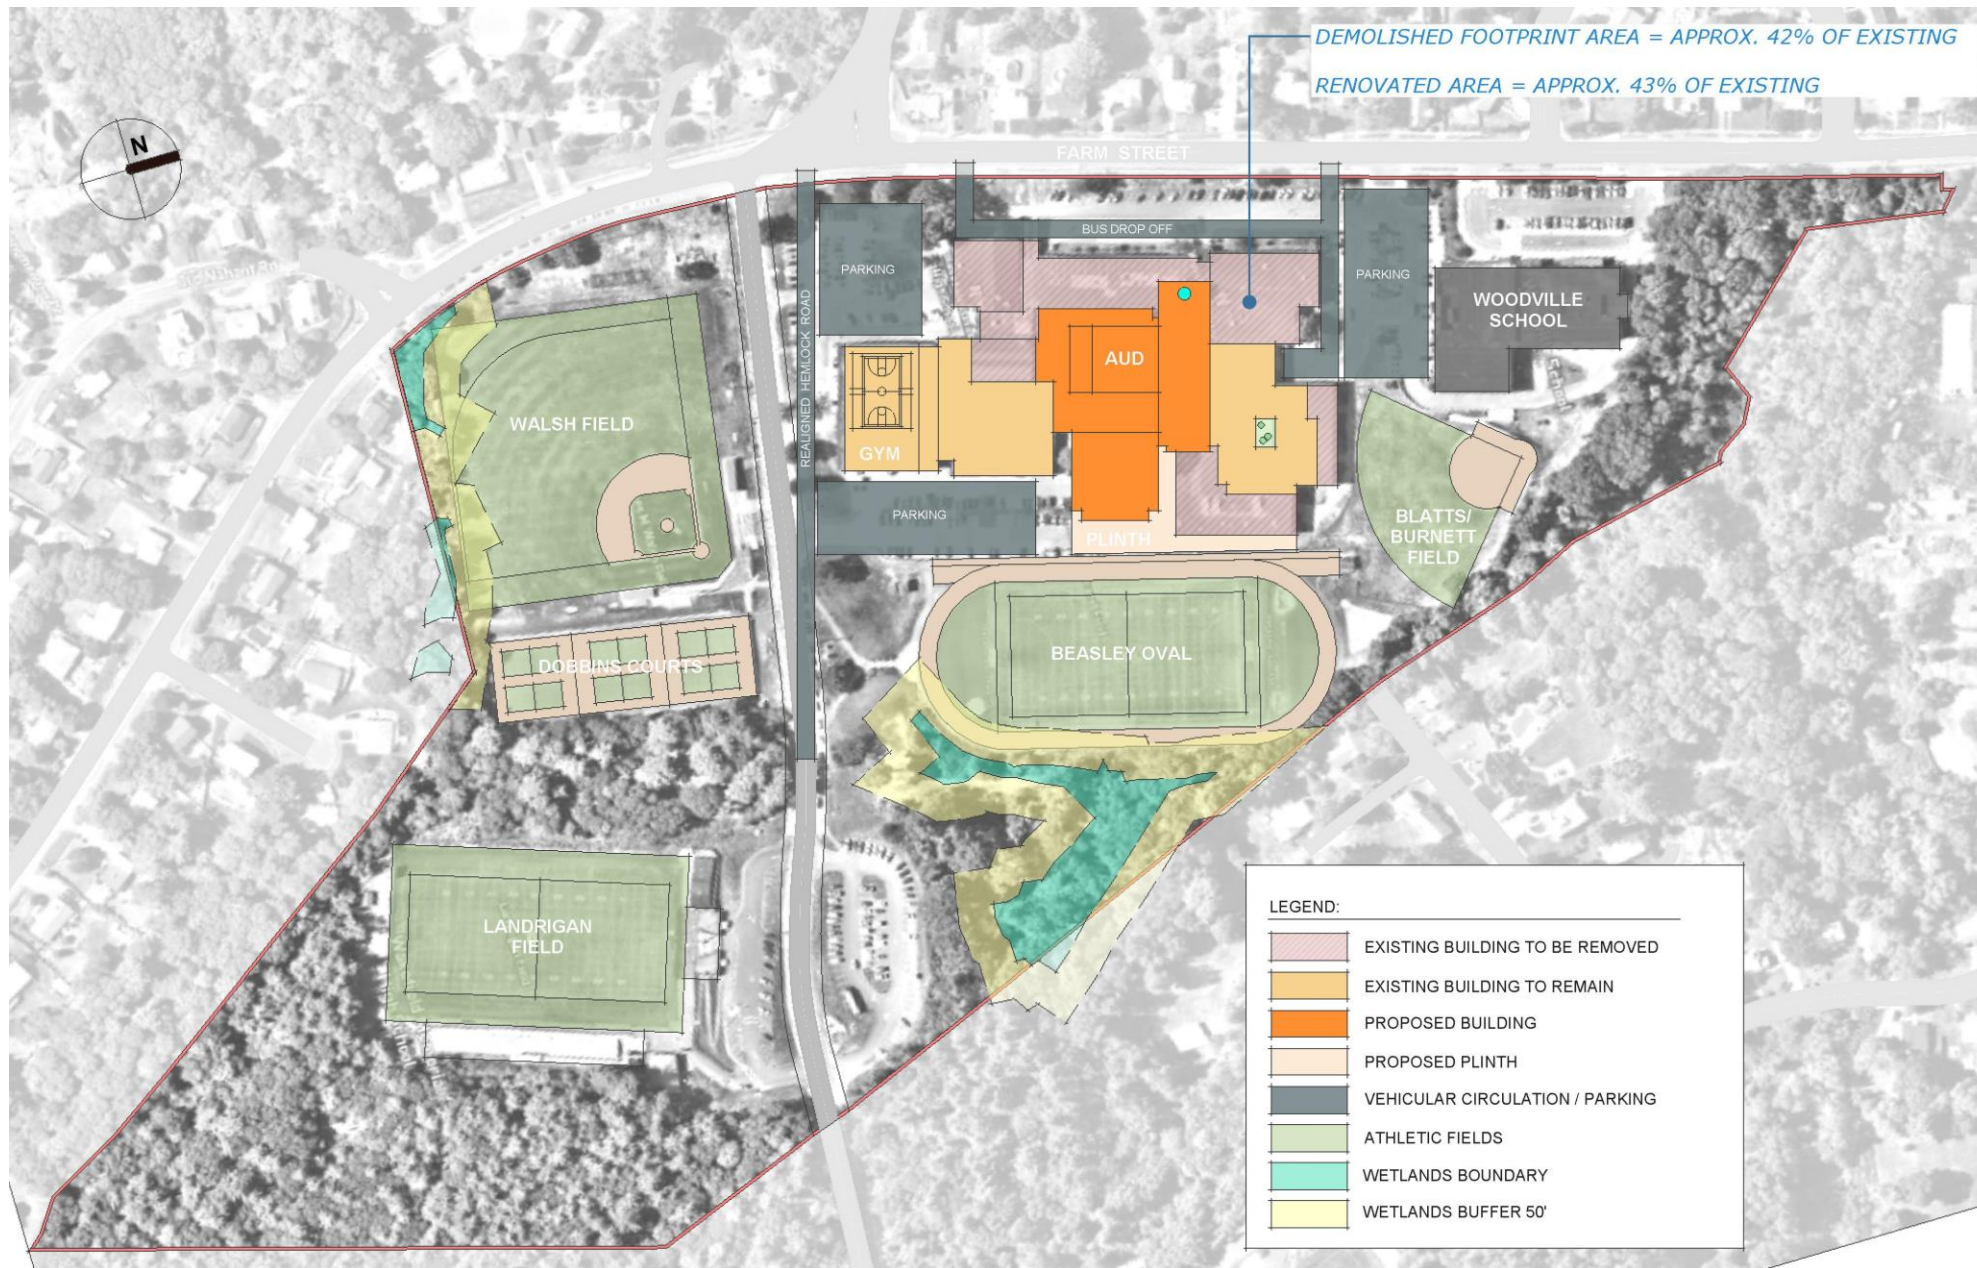 DEMOLISHED FOOTPRINT AREA = APPROX. 42% OF EXISTING
RENOVATED AREA = APPROX. 43% OF EXISTING
N
FARM STREET
BUS DROP OFF
PARKING
PARKING
REALIGNED HEMLOCK ROAD
WOODVILLE
SCHOOL
AUD
WALSH FIELD
GYM
PARKING
PLINTH
BLATTS/
BURNETT
FIELD
DOBBINS COURTS
BEASLEY OVAL
LANDRIGAN
FIELD
LEGEND:
EXISTING BUILDING TO BE REMOVED
EXISTING BUILDING TO REMAIN
PROPOSED BUILDING
PROPOSED PLINTH
VEHICULAR CIRCULATION / PARKING
ATHLETIC FIELDS
WETLANDS BOUNDARY
WETLANDS BUFFER 50'